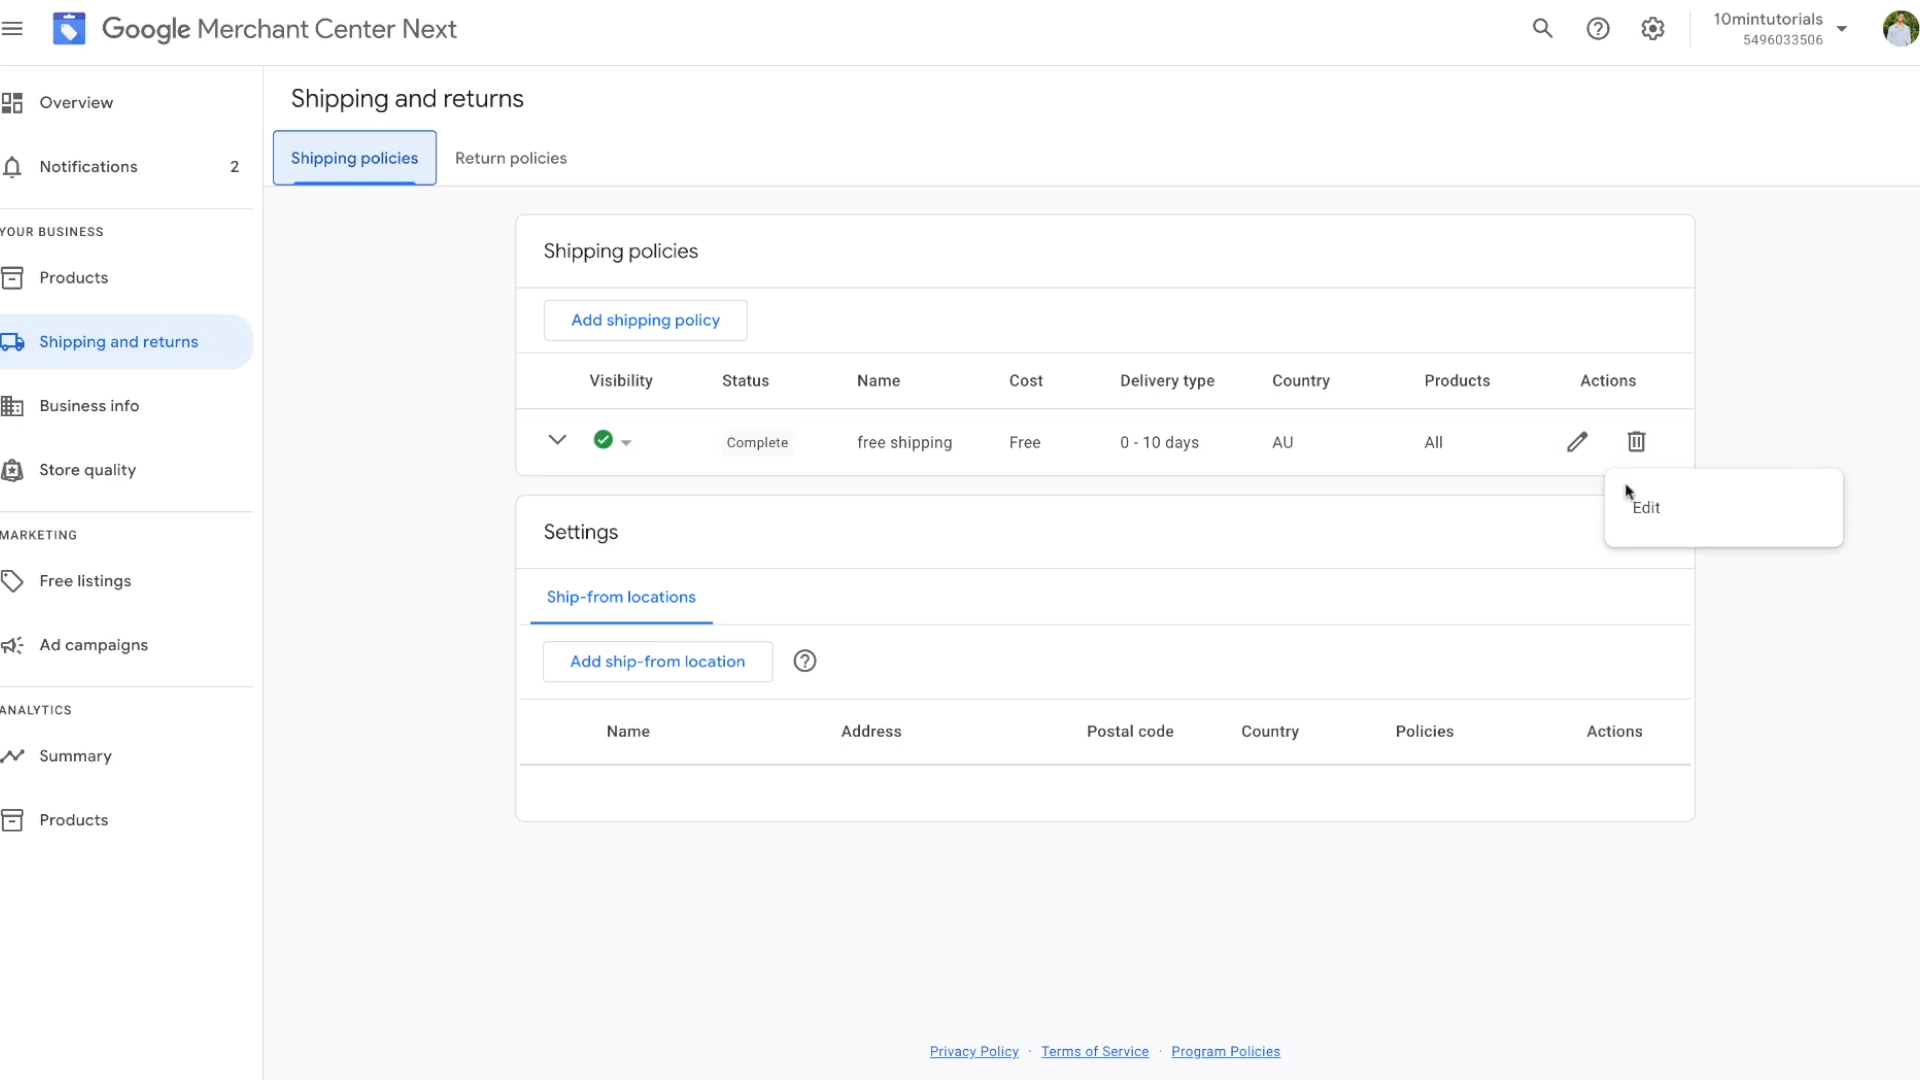 Google Merchant Center Next
10mintutorials
5496033506
Overview
Notifications 2
YOUR BUSINESS
Products
Shipping and returns
Business info
Store quality
MARKETING
Free listings
Ad campaigns
ANALYTICS
Summary
Products
Shipping and returns
Shipping policies Return policies
Shipping policies
Add shipping policy
Visibility Status Name Cost Delivery type Country Products Actions
Complete free shipping Free 0 - 10 days AU All
Edit
Settings
Ship-from locations
Add ship-from location
Name Address Postal code Country Policies Actions
Privacy Policy · Terms of Service · Program Policies